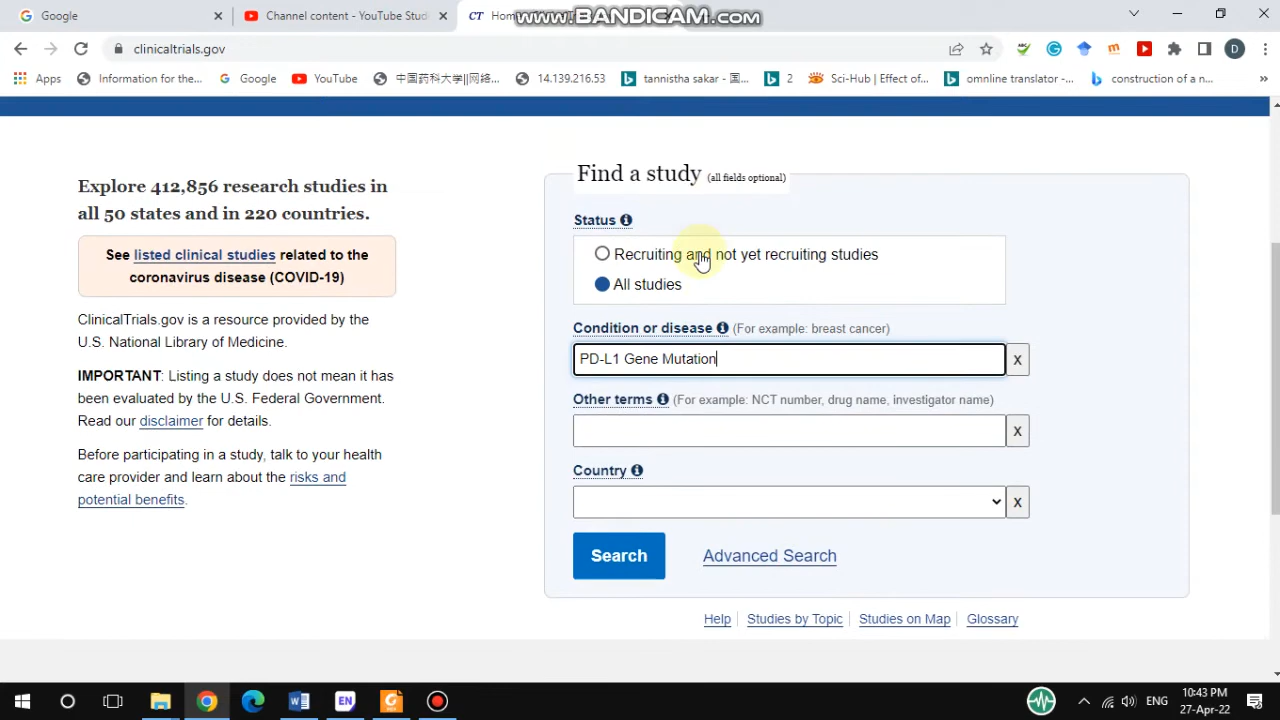 Google
Channel content - YouTube Stud
CT
www.BANDICAM.com
clinicaltrials.gov
Apps
Information for the...
Google
YouTube
中国药科大学||网络...
14.139.216.53
tannistha sakar - 国...
2
Sci-Hub | Effect of...
omnline translator -...
construction of a n...
»
Explore 412,856 research studies in
all 50 states and in 220 countries.
See listed clinical studies related to the
coronavirus disease (COVID-19)
ClinicalTrials.gov is a resource provided by the
U.S. National Library of Medicine.
IMPORTANT: Listing a study does not mean it has
been evaluated by the U.S. Federal Government.
Read our disclaimer for details.
Before participating in a study, talk to your health
care provider and learn about the risks and
potential benefits.
Find a study (all fields optional)
Status
Recruiting and not yet recruiting studies
All studies
Condition or disease (For example: breast cancer)
PD-L1 Gene Mutation
X
Other terms (For example: NCT number, drug name, investigator name)
X
Country
X
Search
Advanced Search
Help
Studies by Topic
Studies on Map
Glossary
EN
ENG
10:43 PM
27-Apr-22